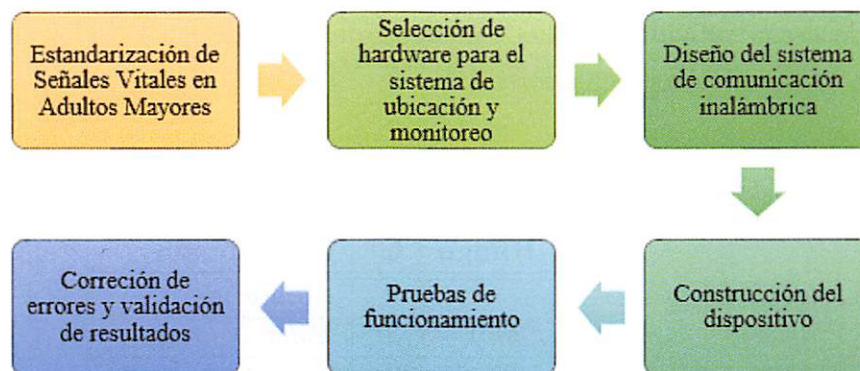 Estandarización de
Señales Vitales en
Adultos Mayores
Selección de
hardware para el
sistema de
ubicación y
monitoreo
Diseño del sistema
de comunicación
inalámbrica
Construcción del
dispositivo
Pruebas de
funcionamiento
Correción de
errores y validación
de resultados